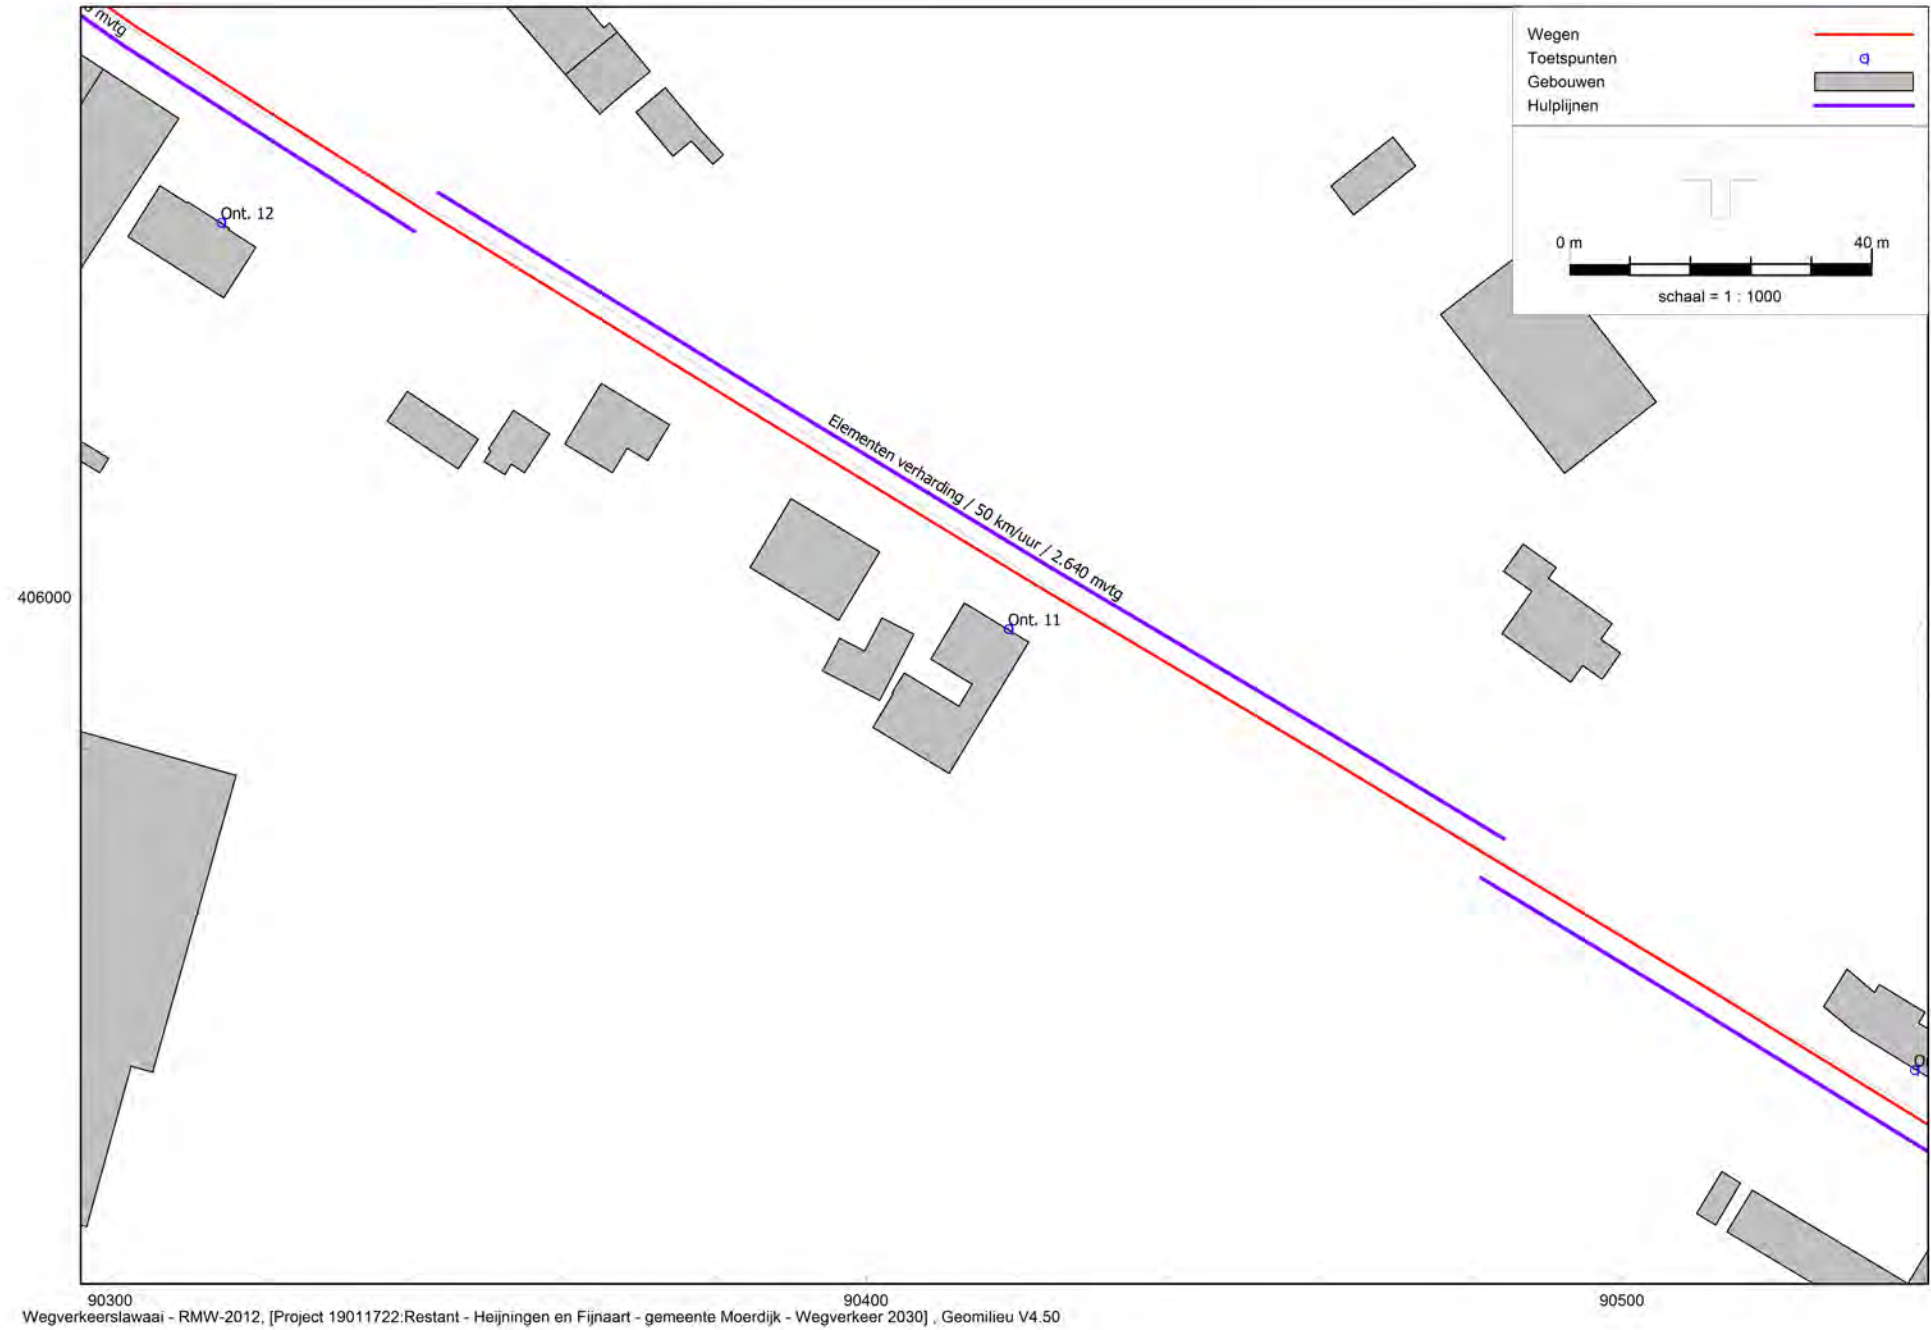 mvtg
Wegen
Toetspunten
Gebouwen
Hulplijnen
0 m 40 m
schaal = 1 : 1000
Ont. 12
Elementen verharding / 50 km/uur / 2.640 mvtg
406000
Ont. 11
90300 90400 90500
Wegverkeerslawaai - RMW-2012, [Project 19011722:Restant - Heijningen en Fijnaart - gemeente Moerdijk - Wegverkeer 2030] , Geomilieu V4.50